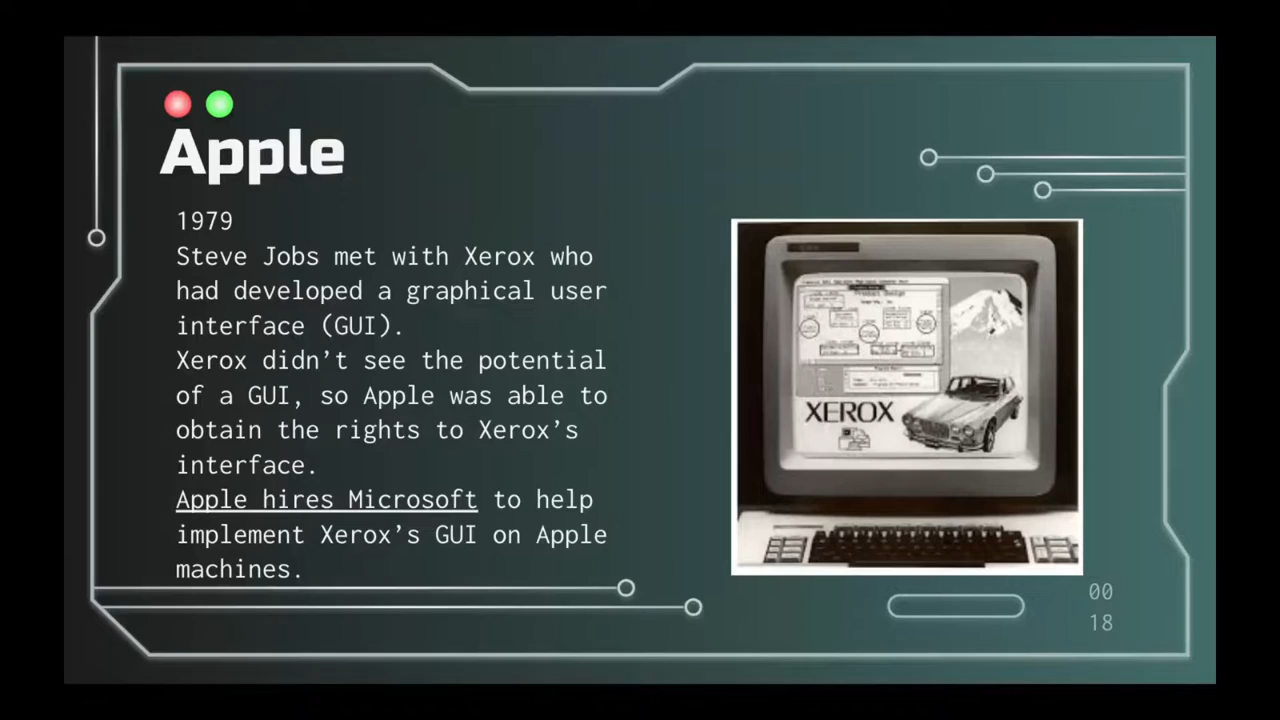 Apple
1979
Steve Jobs met with Xerox who
had developed a graphical user
interface (GUI).
Xerox didn’t see the potential
of a GUI, so Apple was able to
obtain the rights to Xerox’s
interface.
Apple hires Microsoft to help
implement Xerox’s GUI on Apple
machines.
XEROX
00
18